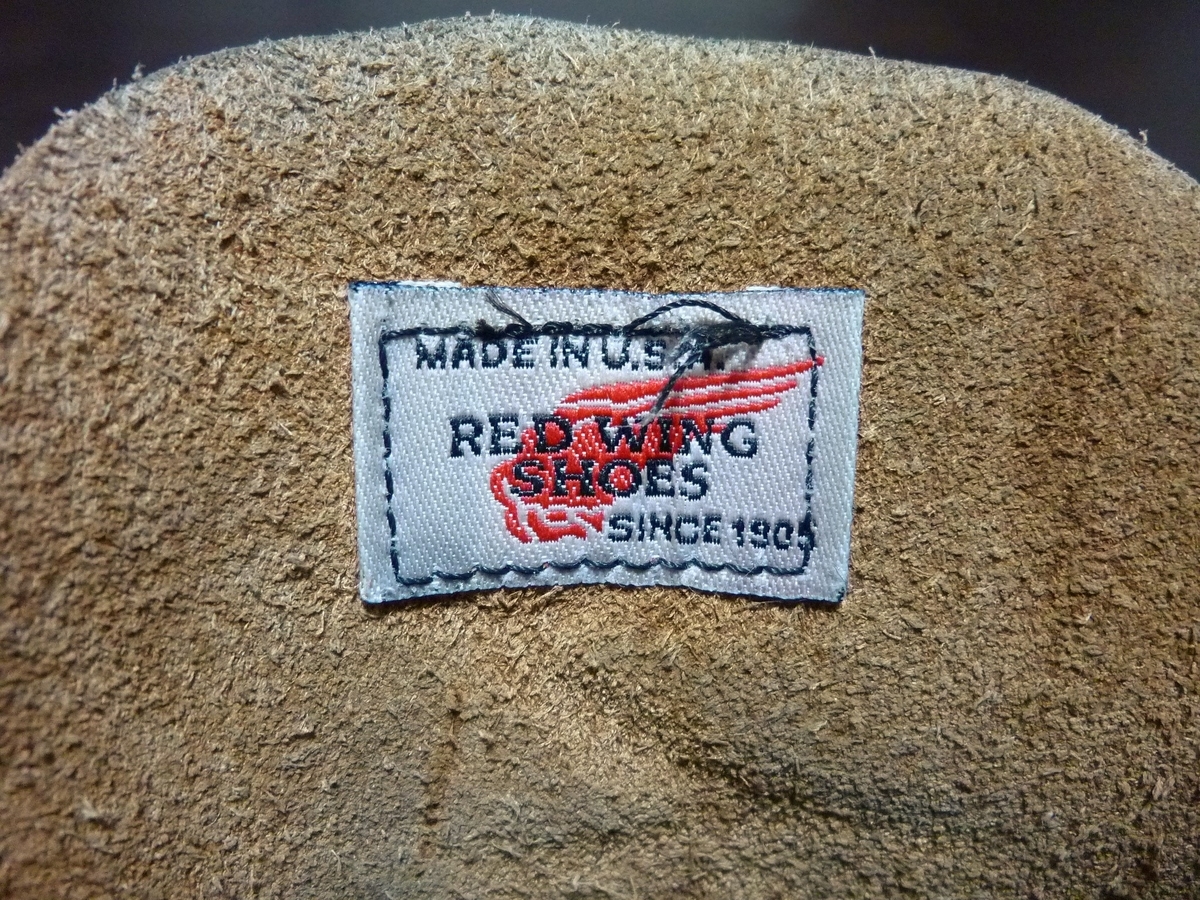 MADE IN U.S.A.
RED WING
SHOES
SINCE 1905